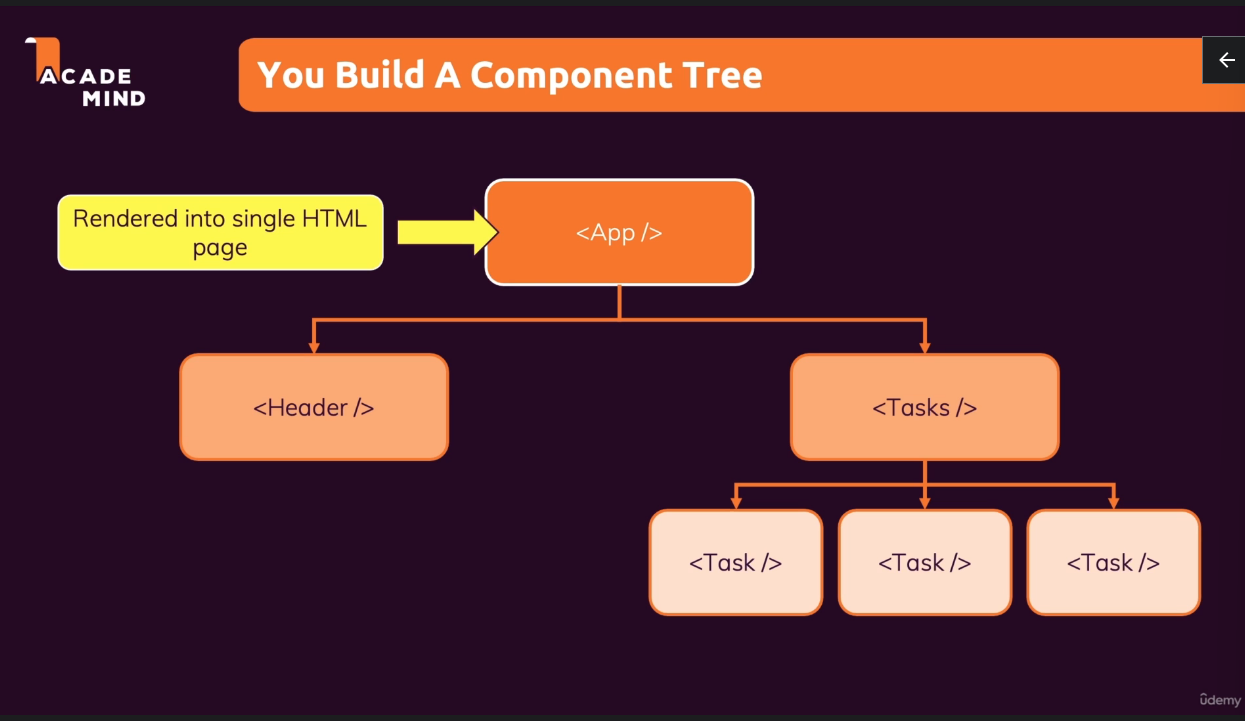 ACADE
MIND
You Build A Component Tree
Rendered into single HTML
page
<App />
<Header />
<Tasks />
<Task />
<Task />
<Task />
ûdemy